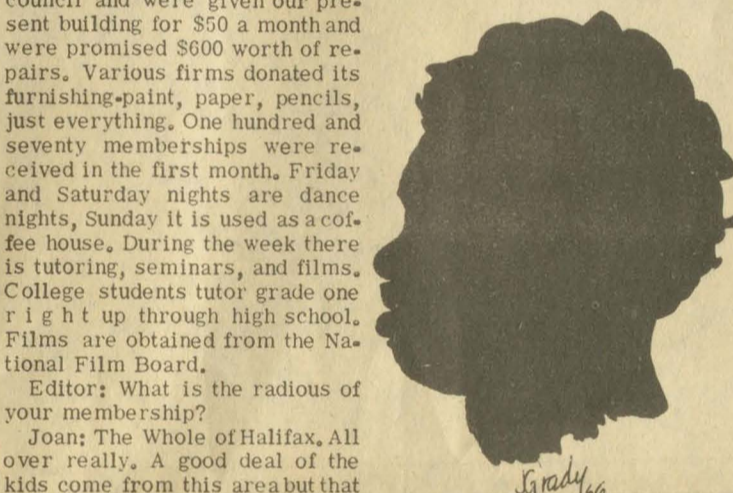 council and were given our pre-
sent building for $50 a month and
were promised $600 worth of re-
pairs. Various firms donated its
furnishing-paint, paper, pencils,
just everything. One hundred and
seventy memberships were re-
ceived in the first month. Friday
and Saturday nights are dance
nights, Sunday it is used as a cof-
fee house. During the week there
is tutoring, seminars, and films.
College students tutor grade one
right up through high school.
Films are obtained from the Na-
tional Film Board.
Editor: What is the radious of
your membership?
Joan: The Whole of Halifax. All
over really. A good deal of the
kids come from this area but that
Grady